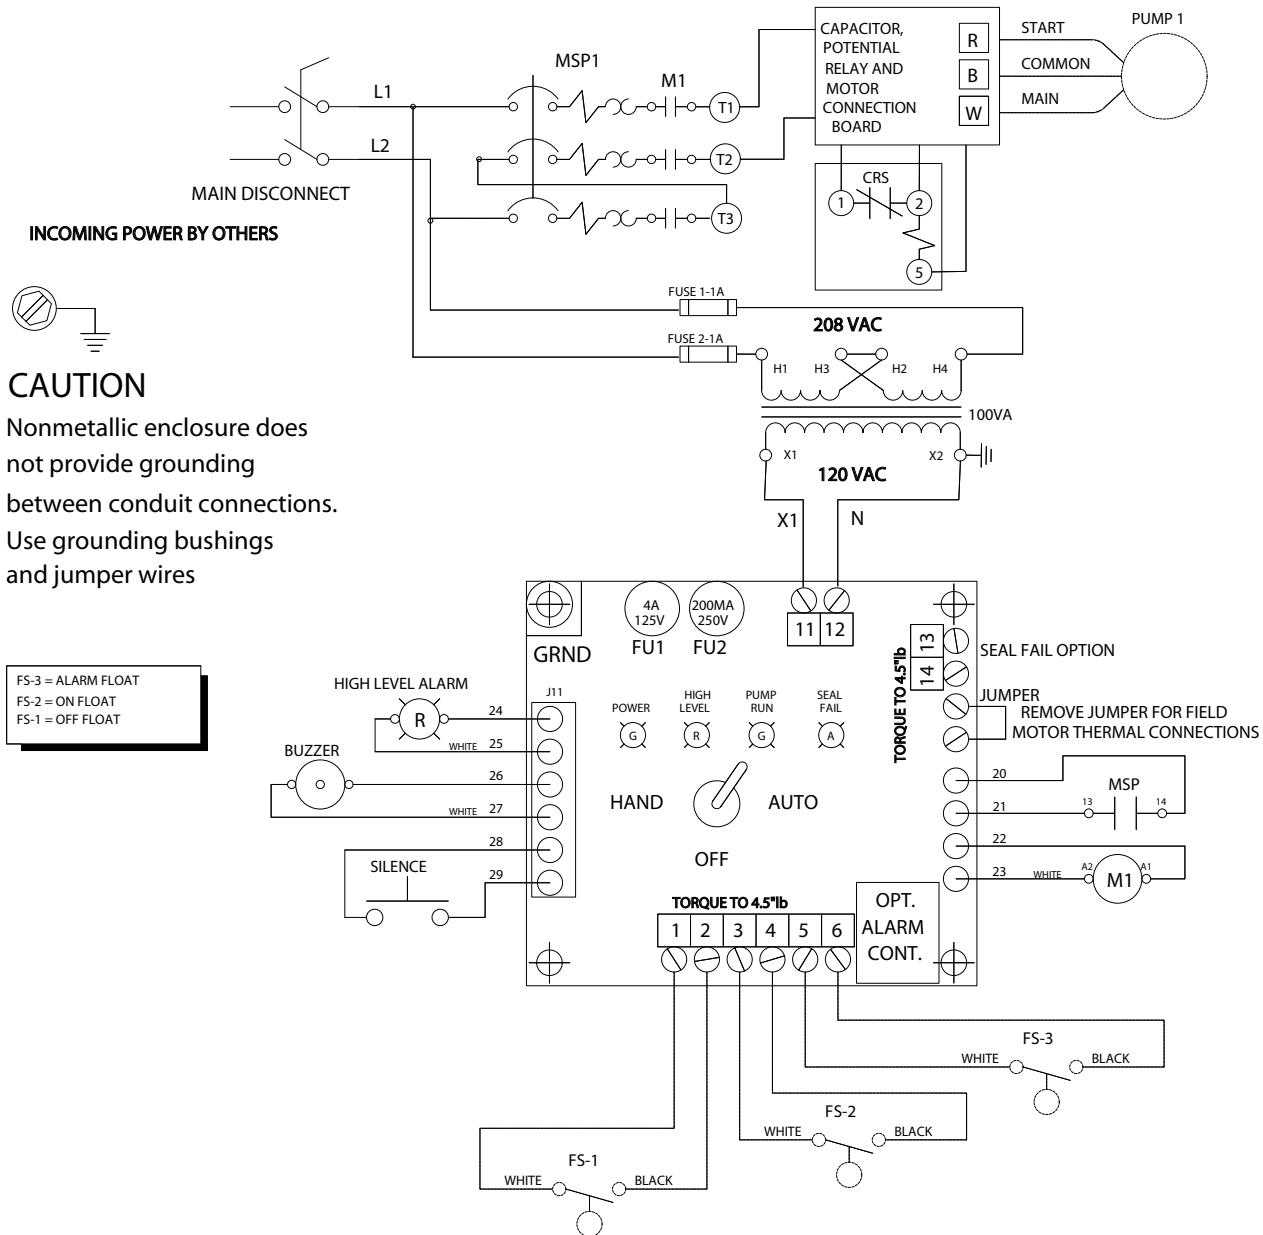 PUMP 1
CAPACITOR,
POTENTIAL
RELAY AND
MOTOR
CONNECTION
BOARD
R
B
W
START
COMMON
MAIN
MSP1
M1
L1
T1
L2
T2
T3
MAIN DISCONNECT
INCOMING POWER BY OTHERS
CRS
1
2
5
FUSE 1-1A
208 VAC
FUSE 2-1A
H1
H3
H2
H4
100VA
X1
X2
120 VAC
X1
N
CAUTION
Nonmetallic enclosure does
not provide grounding
between conduit connections.
Use grounding bushings
and jumper wires
FS-3 = ALARM FLOAT
FS-2 = ON FLOAT
FS-1 = OFF FLOAT
4A
125V
FU1
200MA
250V
FU2
11
12
GRND
J11
13
14
TORQUE TO 4.5"lb
SEAL FAIL OPTION
JUMPER
REMOVE JUMPER FOR FIELD
MOTOR THERMAL CONNECTIONS
HIGH LEVEL ALARM
R
24
WHITE
25
BUZZER
26
WHITE
27
28
SILENCE
29
POWER
G
HIGH
LEVEL
R
PUMP
RUN
G
SEAL
FAIL
A
HAND
AUTO
OFF
20
MSP
21
13
14
22
23
WHITE
A2
M1
A1
TORQUE TO 4.5"lb
1
2
3
4
5
6
OPT.
ALARM
CONT.
FS-3
WHITE
BLACK
FS-2
WHITE
BLACK
FS-1
WHITE
BLACK